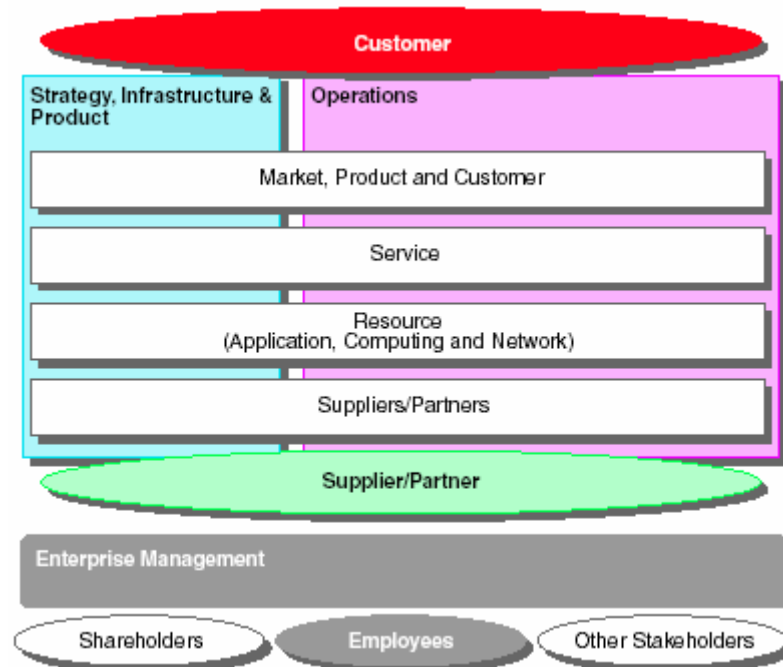 Customer
Strategy, Infrastructure &
Product
Operations
Market, Product and Customer
Service
Resource
(Application, Computing and Network)
Suppliers/Partners
Supplier/Partner
Enterprise Management
Shareholders
Employees
Other Stakeholders